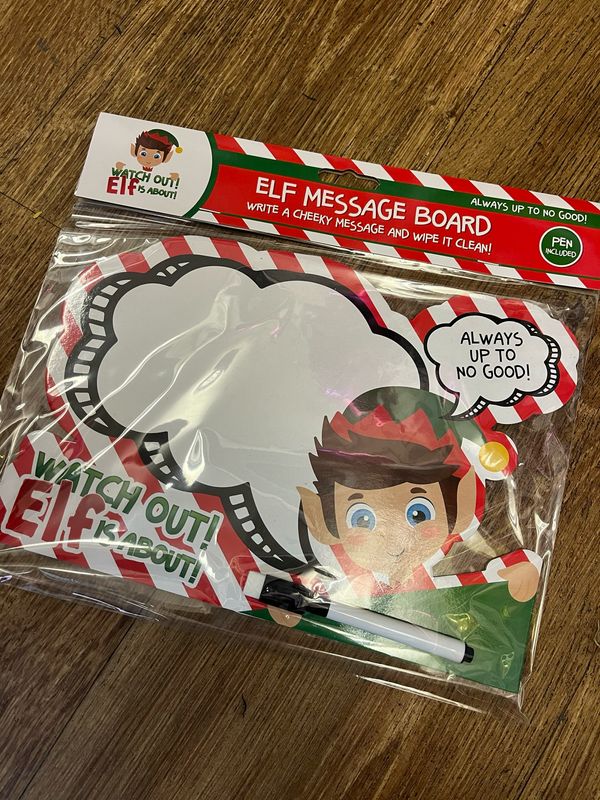 WATCH OUT!
Elf IS ABOUT!
ELF MESSAGE BOARD
WRITE A CHEEKY MESSAGE AND WIPE IT CLEAN!
ALWAYS UP TO NO GOOD!
PEN
INCLUDED
ALWAYS
UP TO
NO GOOD!
WATCH OUT!
Elf IS ABOUT!